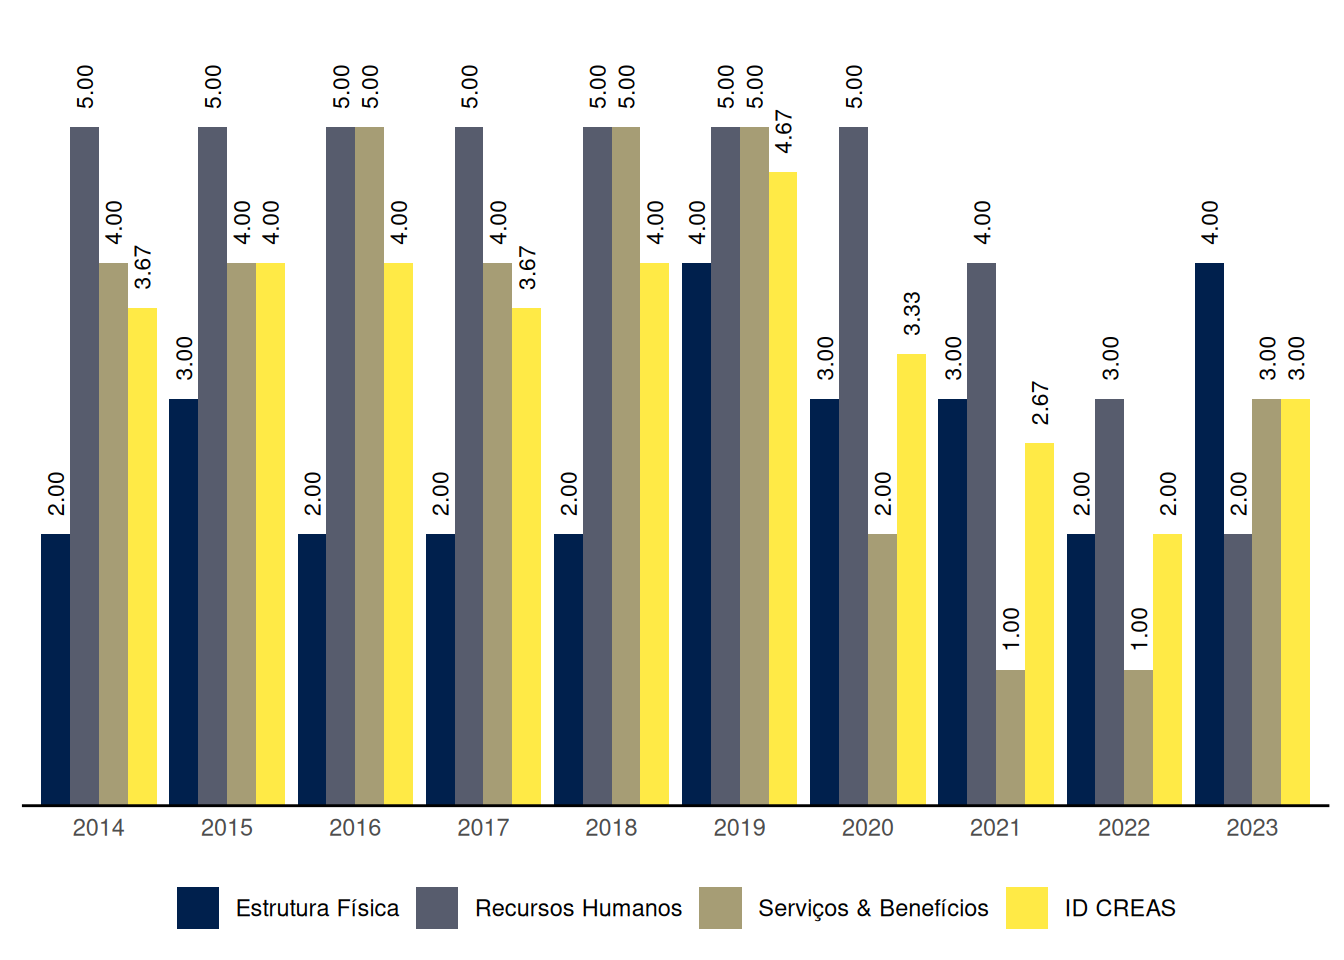 5.00 5.00 5.00 5.00 5.00 5.00 5.00 5.00 5.00
4.67
4.00 4.00 4.00 4.00 4.00 4.00 4.00 4.00 4.00
3.67 3.67
3.33
3.00 3.00 3.00 3.00 3.00 3.00
2.67
2.00 2.00 2.00 2.00 2.00 2.00 2.00 2.00
1.00 1.00
2014 2015 2016 2017 2018 2019 2020 2021 2022 2023
Estrutura Física Recursos Humanos Serviços & Benefícios ID CREAS